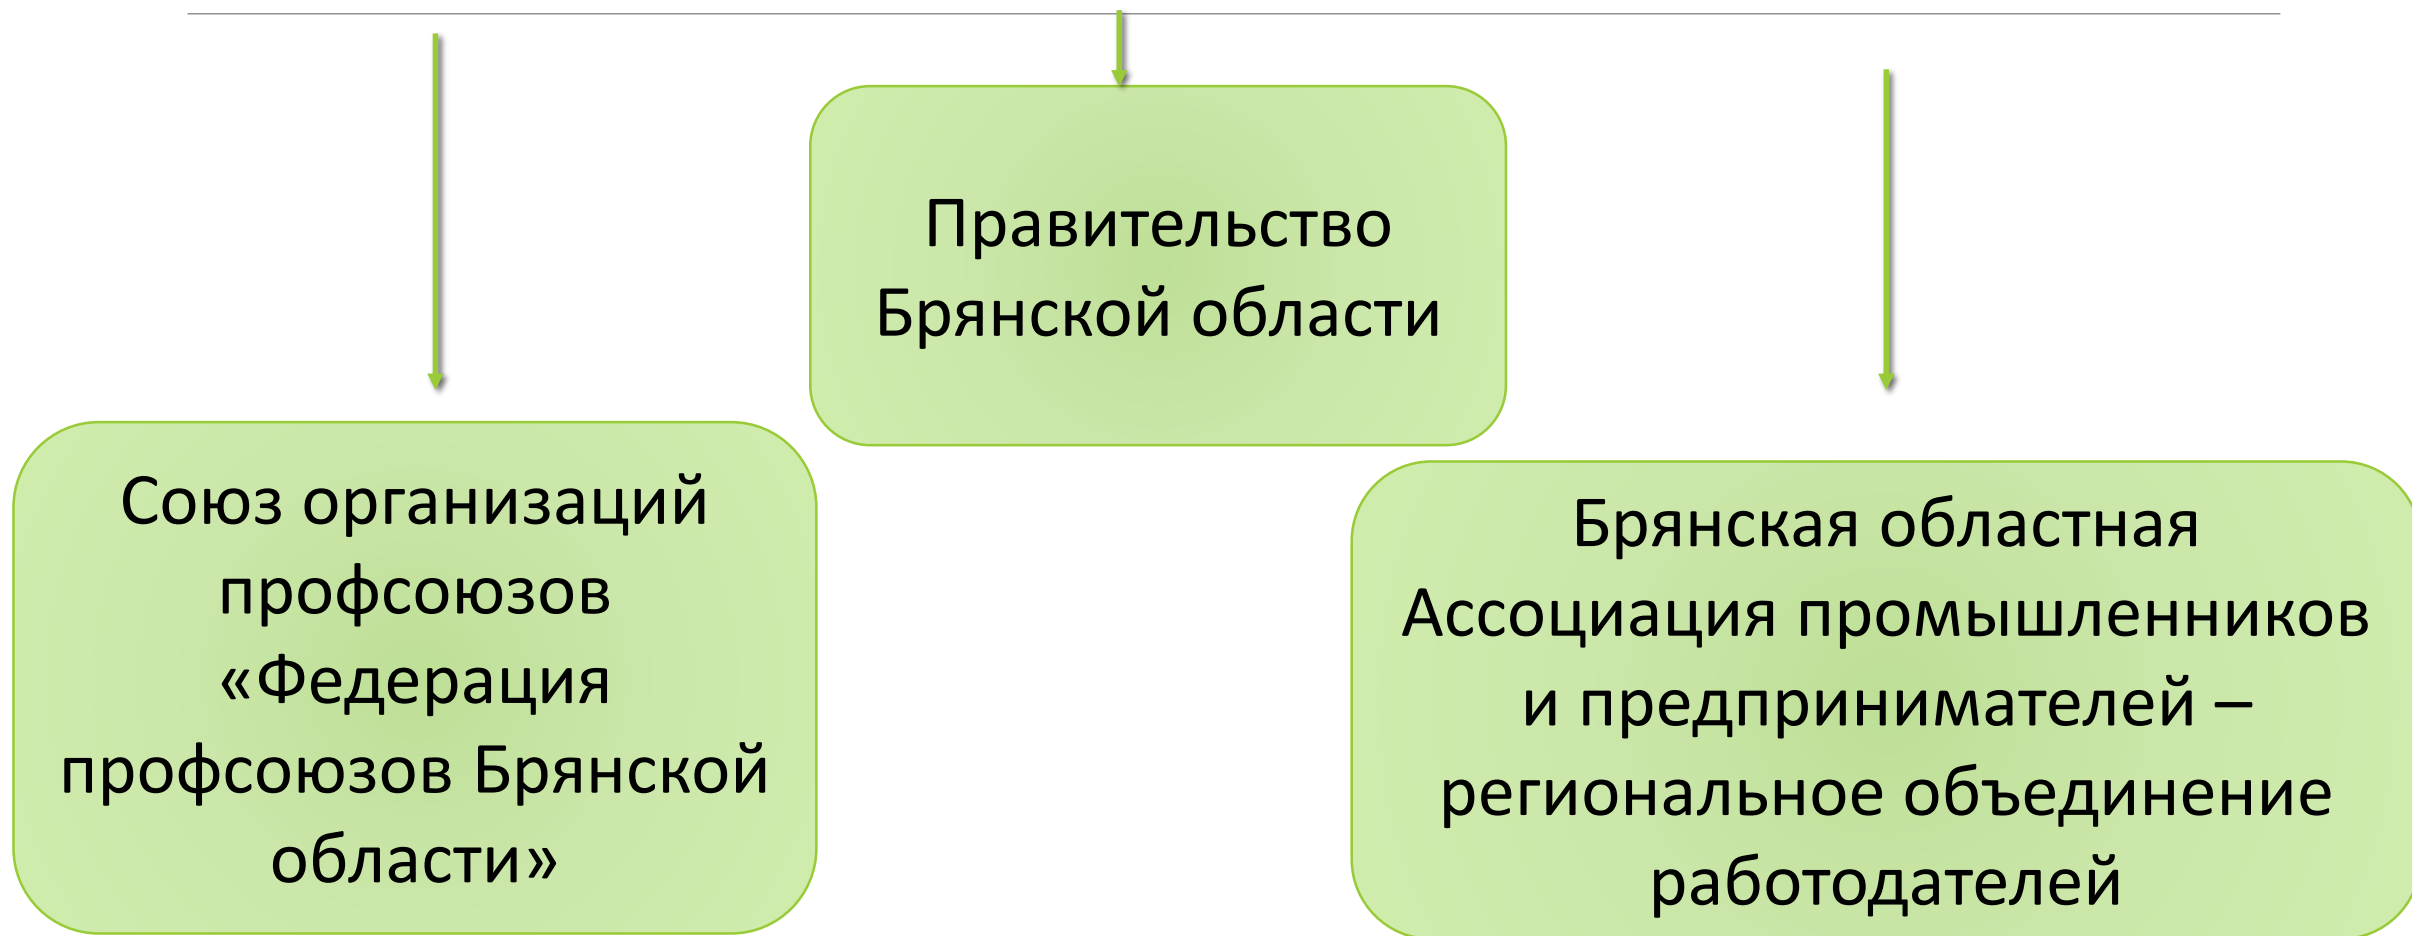 Правительство
Брянской области
Союз организаций
профсоюзов
«Федерация
профсоюзов Брянской
области»
Брянская областная
Ассоциация промышленников
и предпринимателей –
региональное объединение
работодателей